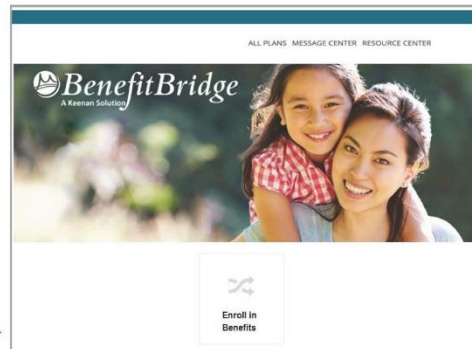 ALL PLANS MESSAGE CENTER RESOURCE CENTER
BenefitBridge
A Keenan Solution
Enroll in
Benefits